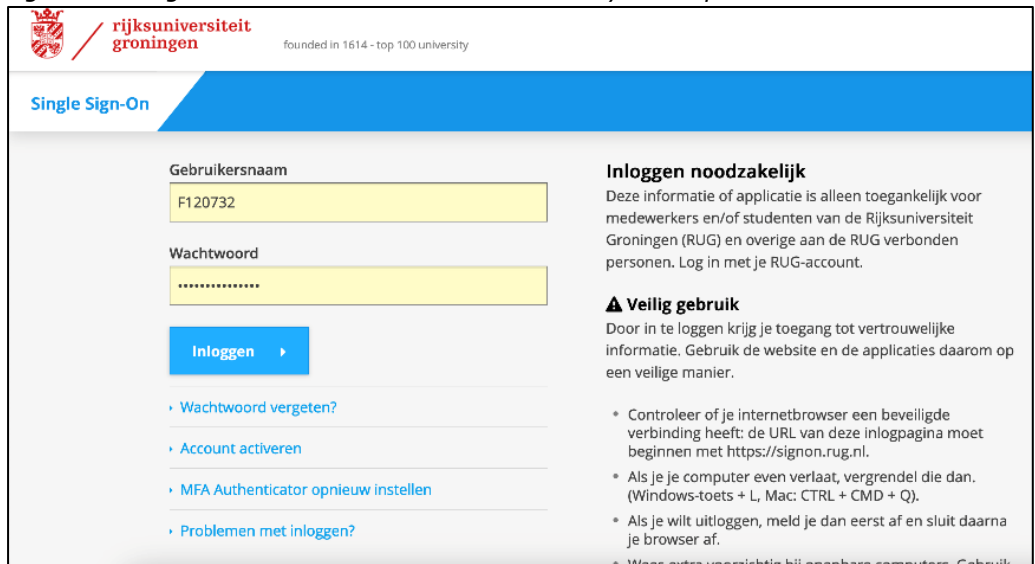 rijksuniversiteit
groningen
founded in 1614 - top 100 university
Single Sign-On
Gebruikersnaam
F120732
Wachtwoord
•••••••••••••••
Inloggen
Wachtwoord vergeten?
Account activeren
MFA Authenticator opnieuw instellen
Problemen met inloggen?
Inloggen noodzakelijk
Deze informatie of applicatie is alleen toegankelijk voor
medewerkers en/of studenten van de Rijksuniversiteit
Groningen (RUG) en overige aan de RUG verbonden
personen. Log in met je RUG-account.
Veilig gebruik
Door in te loggen krijg je toegang tot vertrouwelijke
informatie. Gebruik de website en de applicaties daarom op
een veilige manier.
Controleer of je internetbrowser een beveiligde
verbinding heeft: de URL van deze inlogpagina moet
beginnen met https://signon.rug.nl.
Als je je computer even verlaat, vergrendel die dan.
(Windows-toets + L, Mac: CTRL + CMD + Q).
Als je wilt uitloggen, meld je dan eerst af en sluit daarna
je browser af.